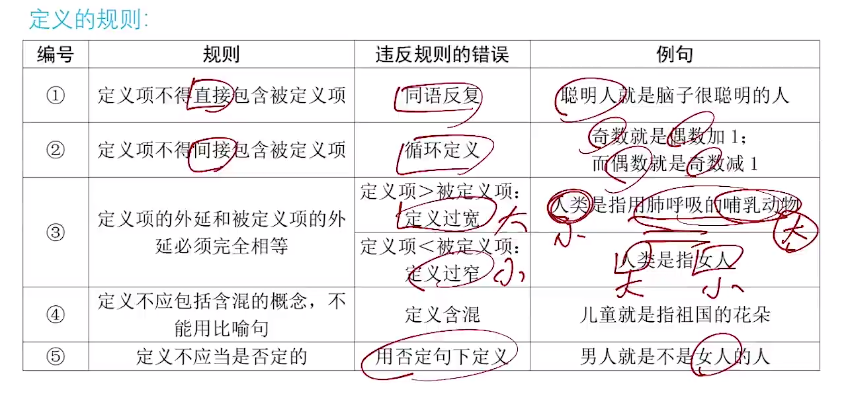 定义的规则:
编号 规则 违反规则的错误 例句
① 定义项不得直接包含被定义项 同语反复 聪明人就是脑子很聪明的人
② 定义项不得间接包含被定义项 循环定义 奇数就是偶数加1;
而偶数就是奇数减1
③ 定义项的外延和被定义项的外
延必须完全相等
定义项>被定义项:
定义过宽 大
人类是指用肺呼吸的哺乳动物
小 大
定义项<被定义项:
定义过窄 小
人类是指女人
大 小
④ 定义不应包括含混的概念，不
能用比喻句
定义含混 儿童就是指祖国的花朵
⑤ 定义不应当是否定的 用否定句下定义 男人就是不是女人的人